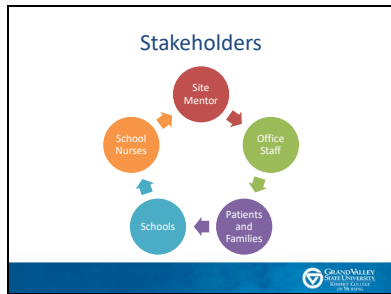 Stakeholders
Site
Mentor
Office
Staff
Patients
and
Families
Schools
School
Nurses
GRAND VALLEY
STATE UNIVERSITY
KIRKHOF COLLEGE
OF NURSING